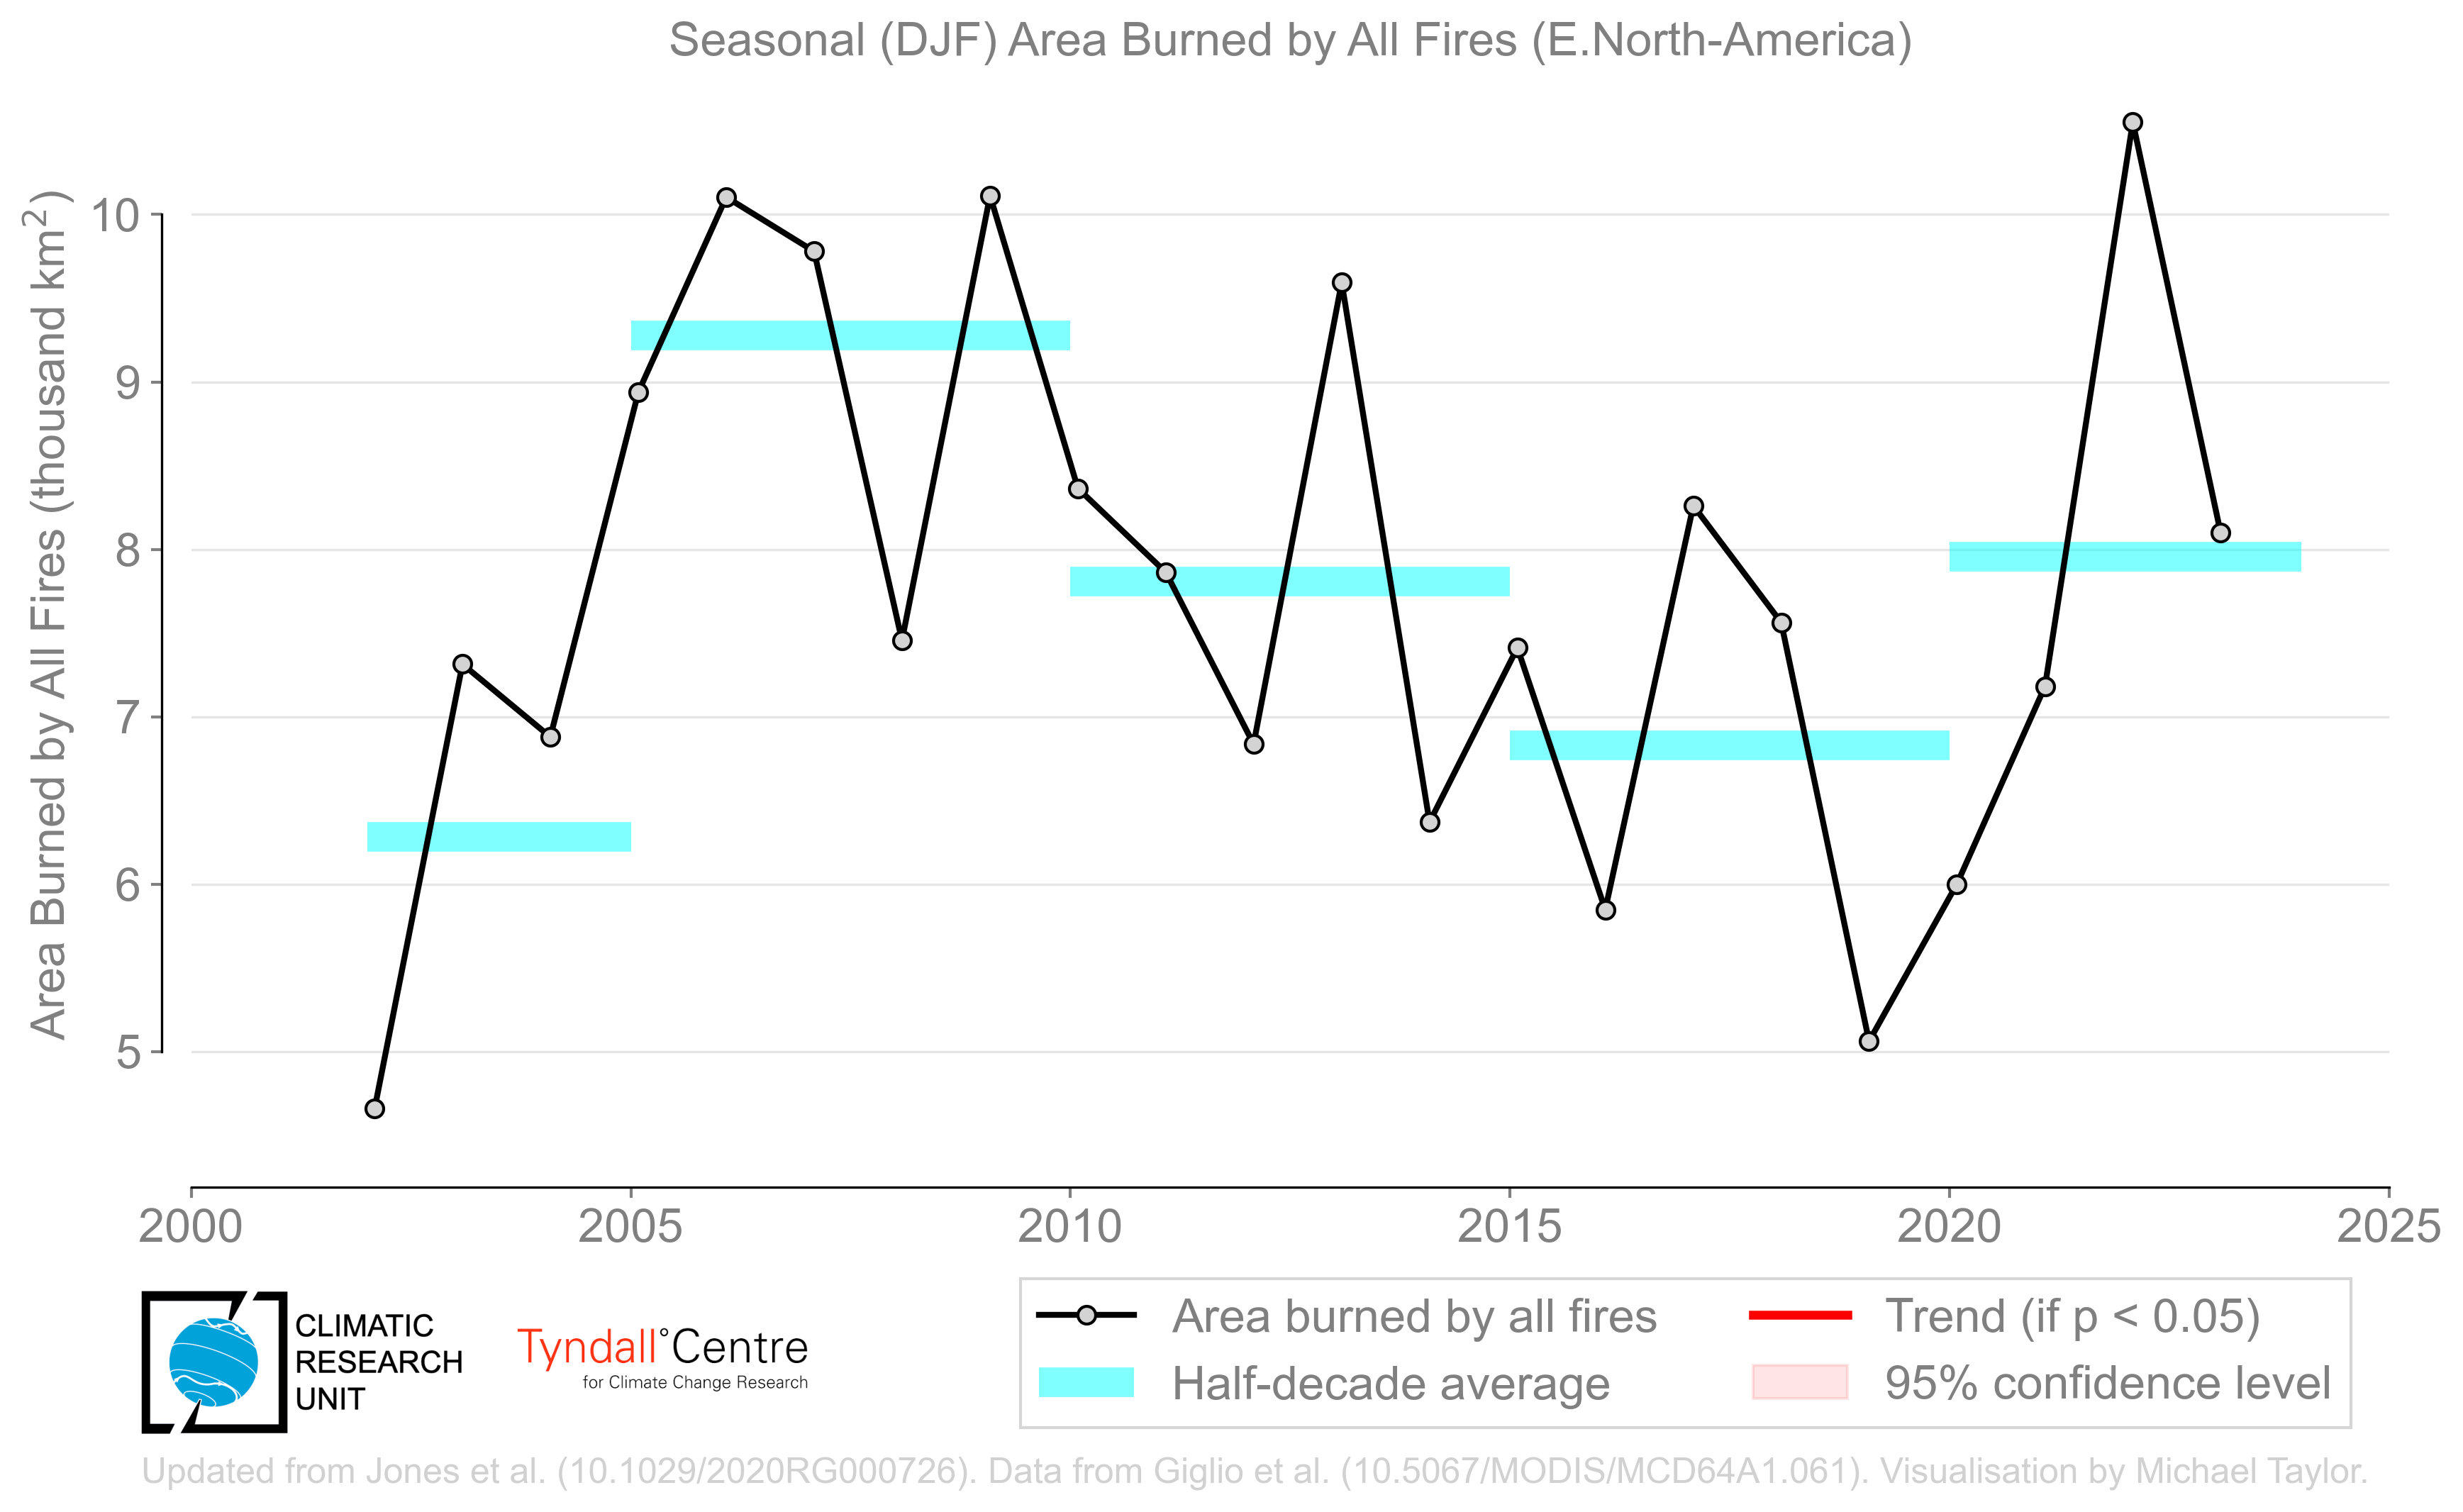 Seasonal (DJF) Area Burned by All Fires (E.North-America)
Area Burned by All Fires (thousand km²)
10
9
8
7
6
5
2000 2005 2010 2015 2020 2025
CLIMATIC
RESEARCH
UNIT
Tyndall°Centre
for Climate Change Research
Area burned by all fires
Half-decade average
Trend (if p < 0.05)
95% confidence level
Updated from Jones et al. (10.1029/2020RG000726). Data from Giglio et al. (10.5067/MODIS/MCD64A1.061). Visualisation by Michael Taylor.